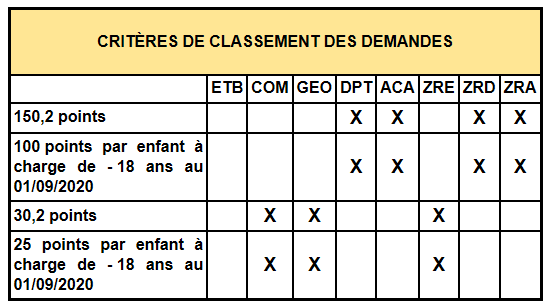 CRITÈRES DE CLASSEMENT DES DEMANDES
ETB COM GEO DPT ACA ZRE ZRD ZRA
150,2 points X X X X
100 points par enfant à
charge de - 18 ans au X X X X
01/09/2020
30,2 points X X X
25 points par enfant à
charge de - 18 ans au X X X
01/09/2020